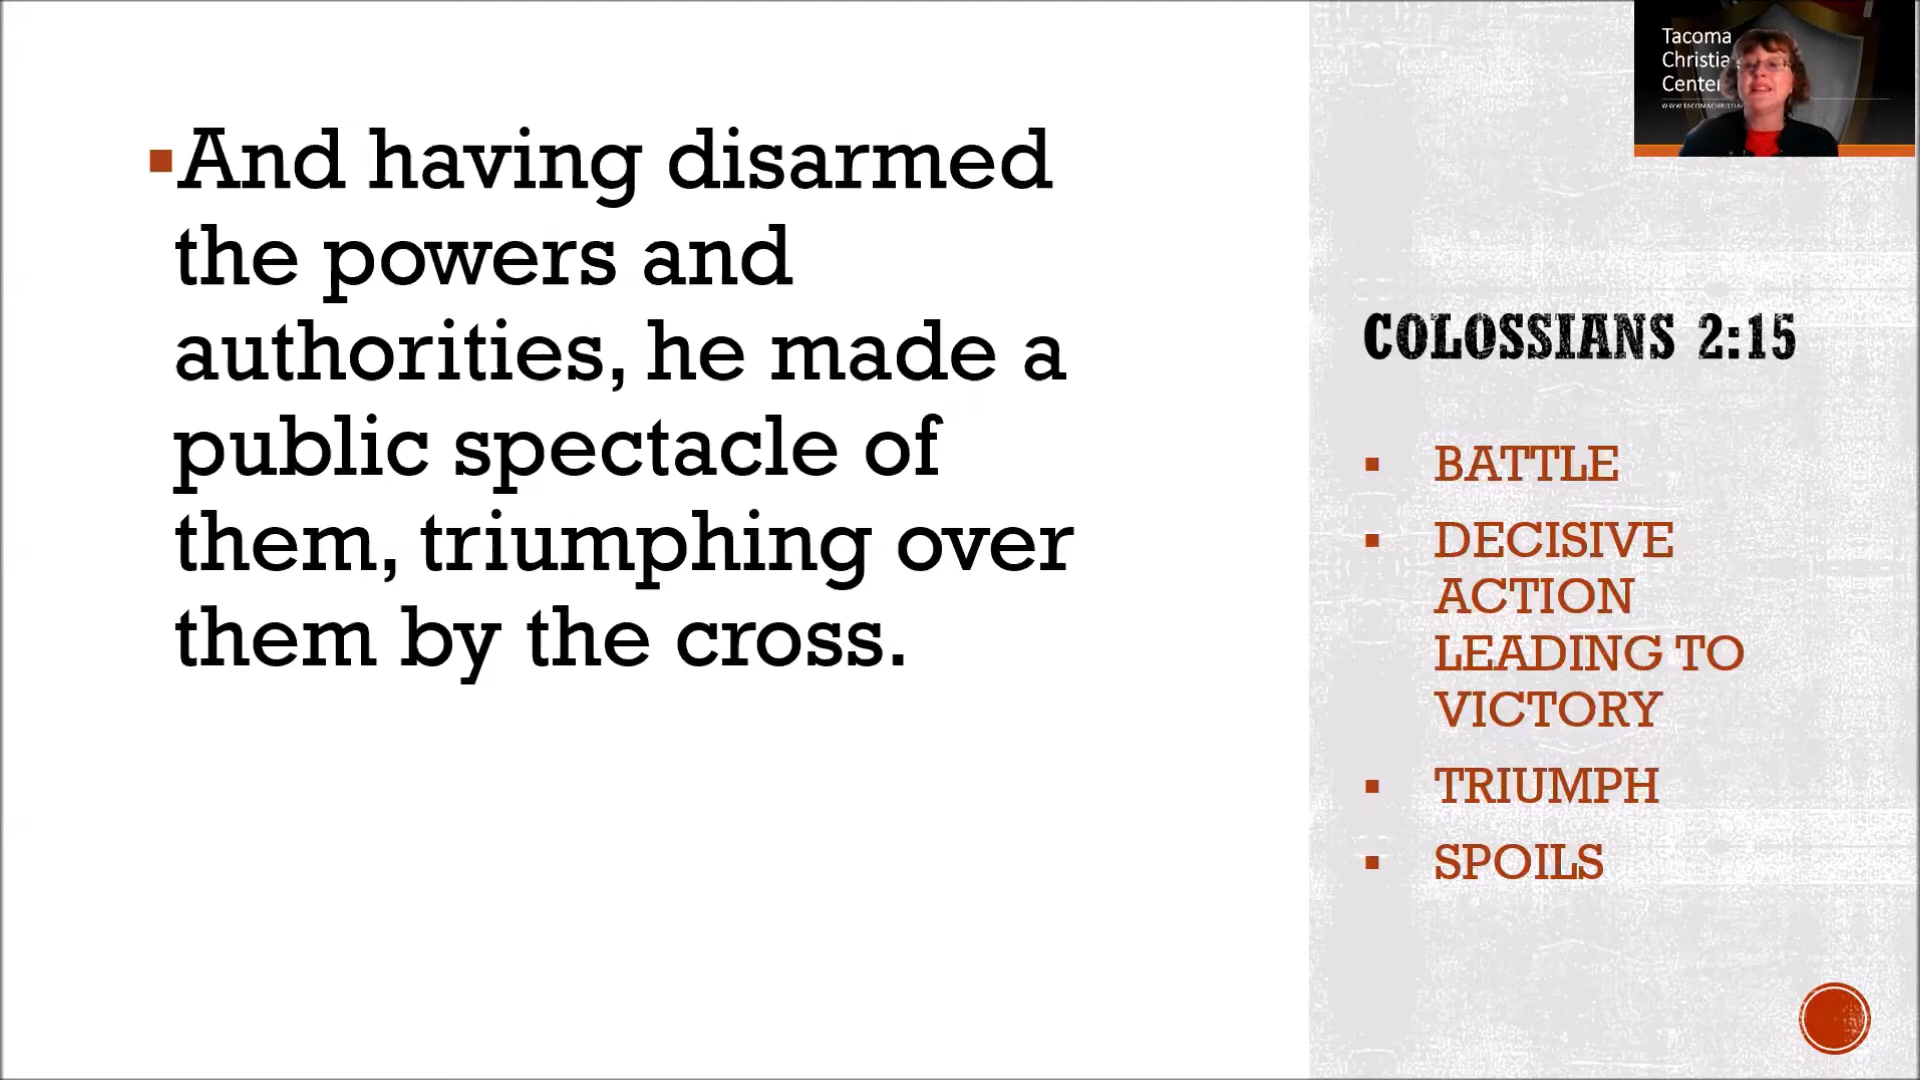 And having disarmed
the powers and
authorities, he made a
public spectacle of
them, triumphing over
them by the cross.
Tacoma
Christia
Center
COLOSSIANS 2:15
BATTLE
DECISIVE
ACTION
LEADING TO
VICTORY
TRIUMPH
SPOILS